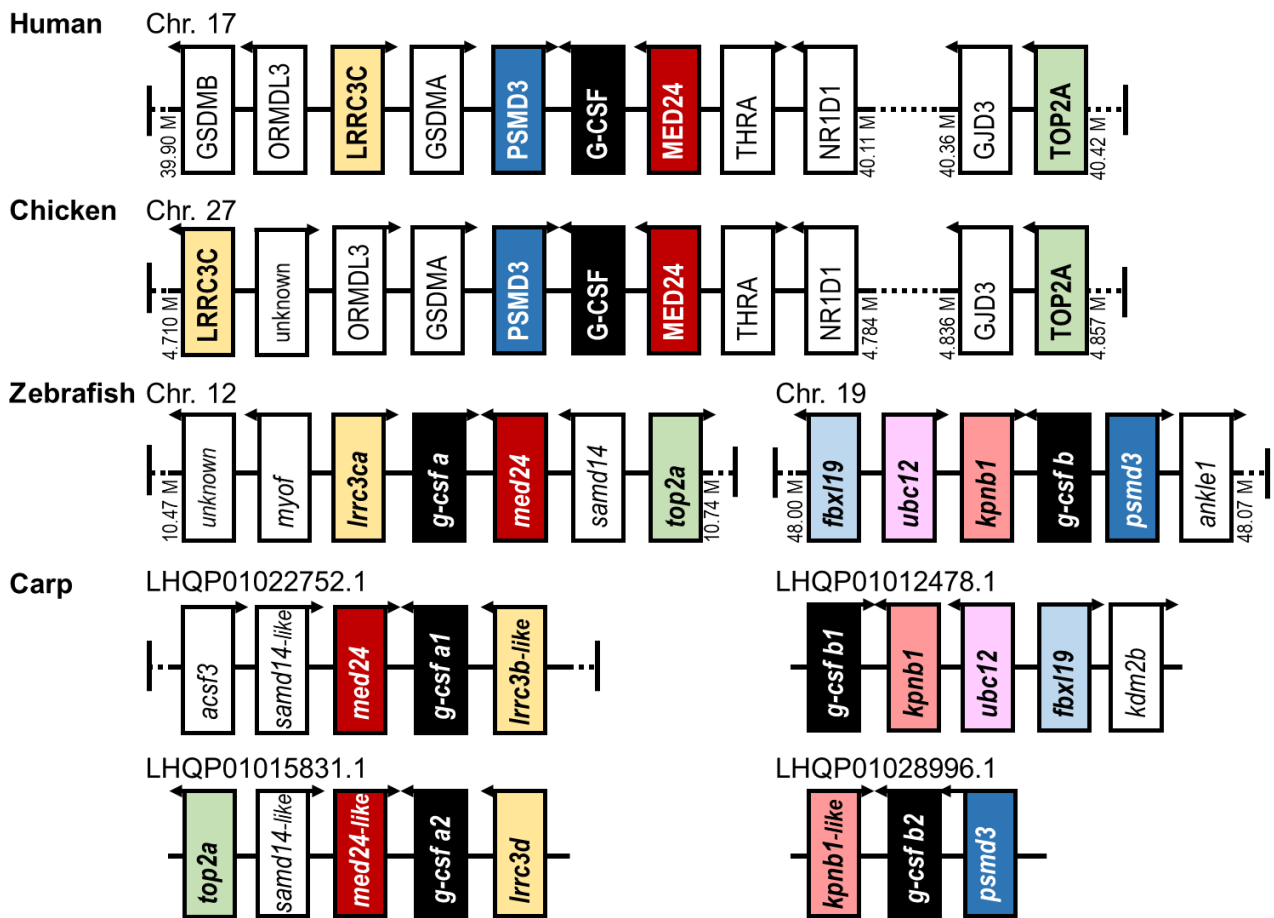 Human Chr. 17
39.90 M GSDMB ORMDL3 LRRC3C GSDMA PSMD3 G-CSF MED24 THRA NR1D1 40.11 M 40.36 M GJD3 TOP2A 40.42 M
Chicken Chr. 27
4.710 M LRRC3C unknown ORMDL3 GSDMA PSMD3 G-CSF MED24 THRA NR1D1 4.784 M 4.836 M GJD3 TOP2A 4.857 M
Zebrafish Chr. 12 Chr. 19
10.47 M unknown myof lrrc3ca g-csf a med24 samd14 top2a 10.74 M 48.00 M fbxl19 ubc12 kpnb1 g-csf b psmd3 ankle1 48.07 M
Carp LHQP01022752.1 LHQP01012478.1
acsf3 samd14-like med24 g-csf a1 lrrc3b-like g-csf b1 kpnb1 ubc12 fbxl19 kdm2b
LHQP01015831.1 LHQP01028996.1
top2a samd14-like med24-like g-csf a2 lrrc3d kpnb1-like g-csf b2 psmd3